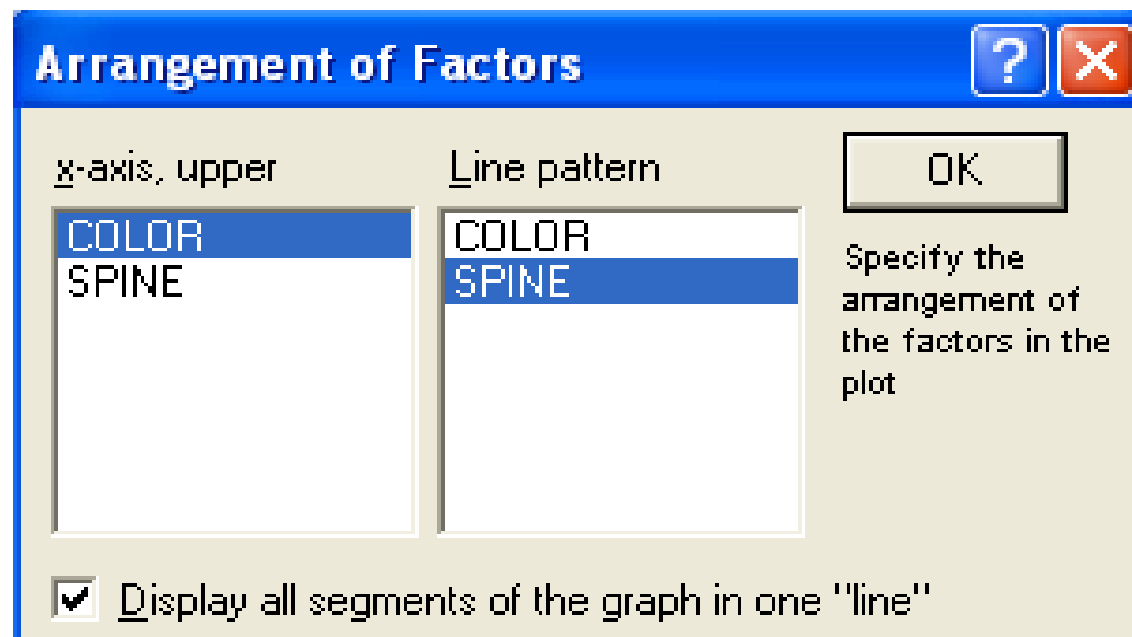 Arrangement of Factors
x-axis, upper
Line pattern
OK
COLOR
SPINE
COLOR
SPINE
Specify the
arrangement of
the factors in the
plot
Display all segments of the graph in one "line"